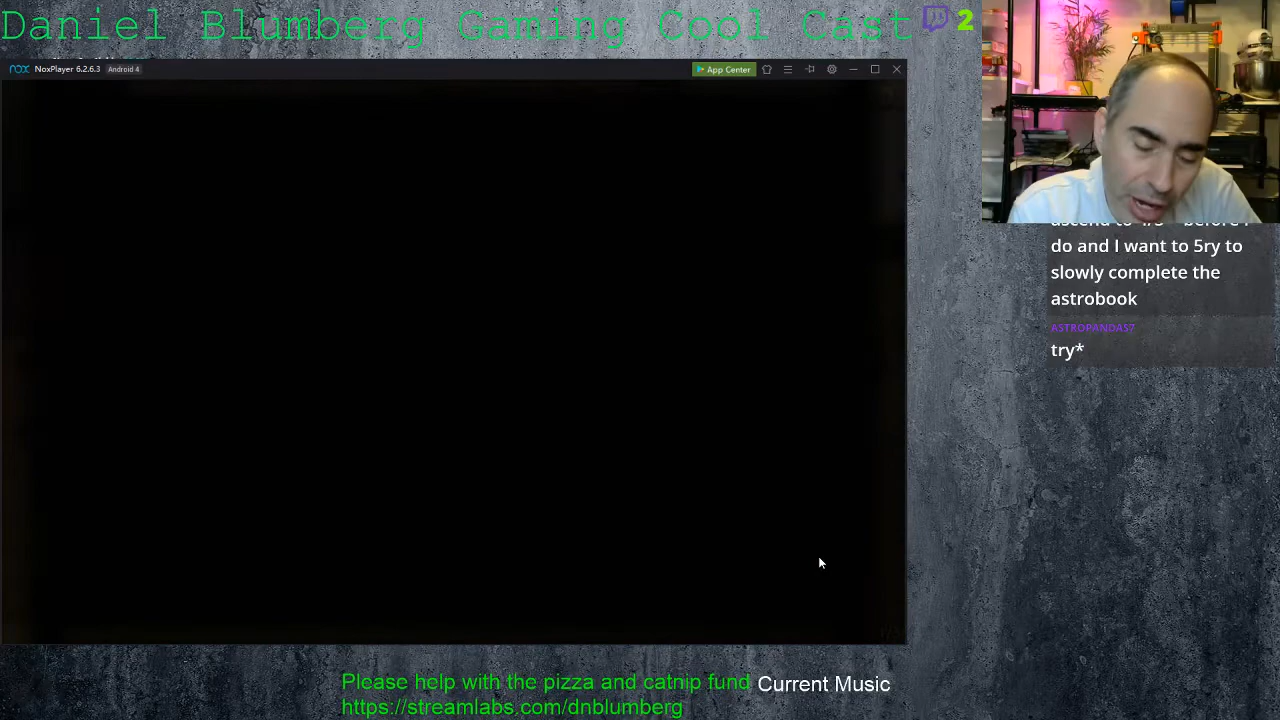 Daniel Blumberg Gaming Cool Cast 2
nox NoxPlayer 6.2.6.3 Android 4
App Center
do and I want to 5ry to
slowly complete the
astrobook
ASTROPANDAS7
try*
Please help with the pizza and catnip fund
https://streamlabs.com/dnblumberg
Current Music